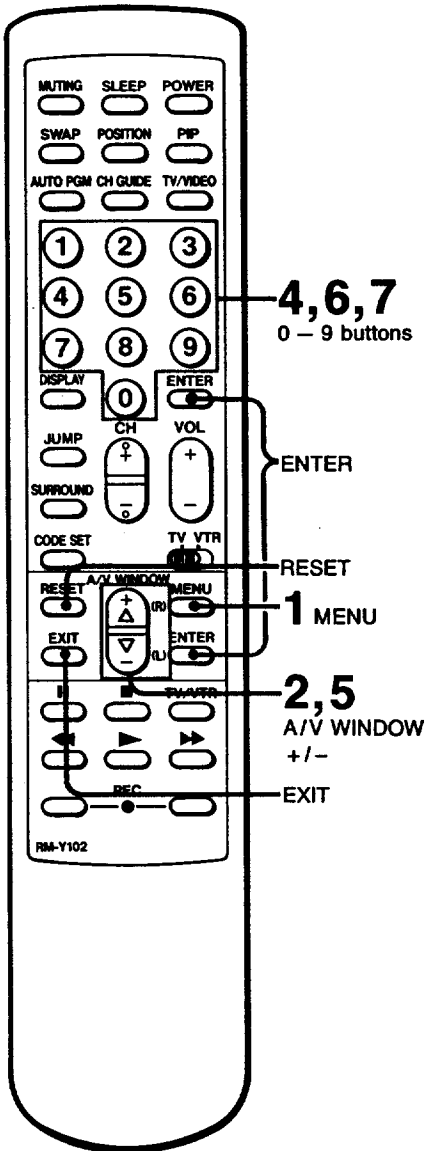 MUTING SLEEP POWER
SWAP POSITION PIP
AUTO PGM CH GUIDE TV/VIDEO
1 2 3
4 5 6
4,6,7
0 – 9 buttons
7 8 9
DISPLAY 0 ENTER
CH VOL
JUMP + +
ENTER
SURROUND – –
CODE SET TV VTR
RESET
A/V WINDOW
RESET + (R) MENU
1 MENU
EXIT – (L) ENTER
2,5
A/V WINDOW
+/–
TV/VTR
EXIT
REC
RM-Y102